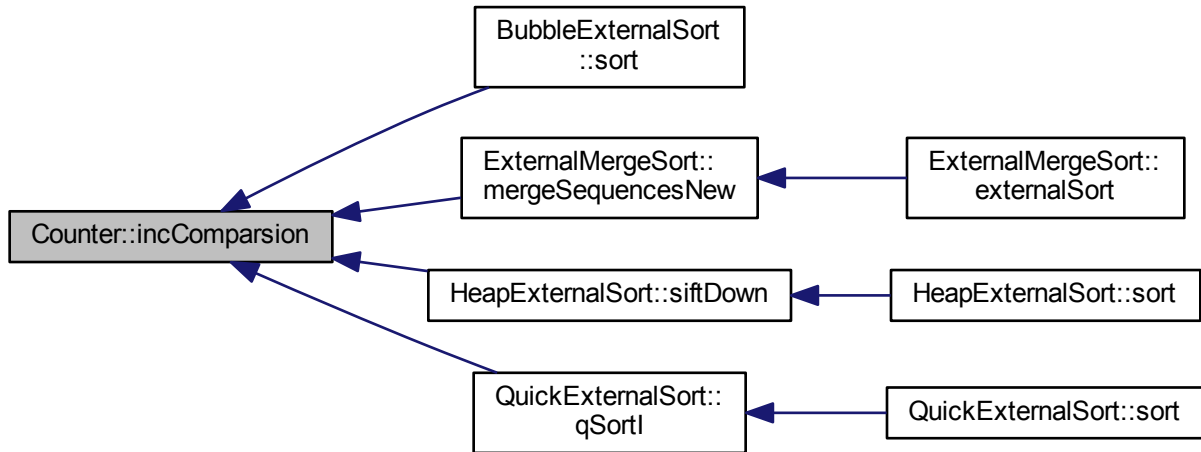 BubbleExternalSort
::sort
ExternalMergeSort::
mergeSequencesNew
ExternalMergeSort::
externalSort
Counter::incComparsion
HeapExternalSort::siftDown
HeapExternalSort::sort
QuickExternalSort::
qSortI
QuickExternalSort::sort